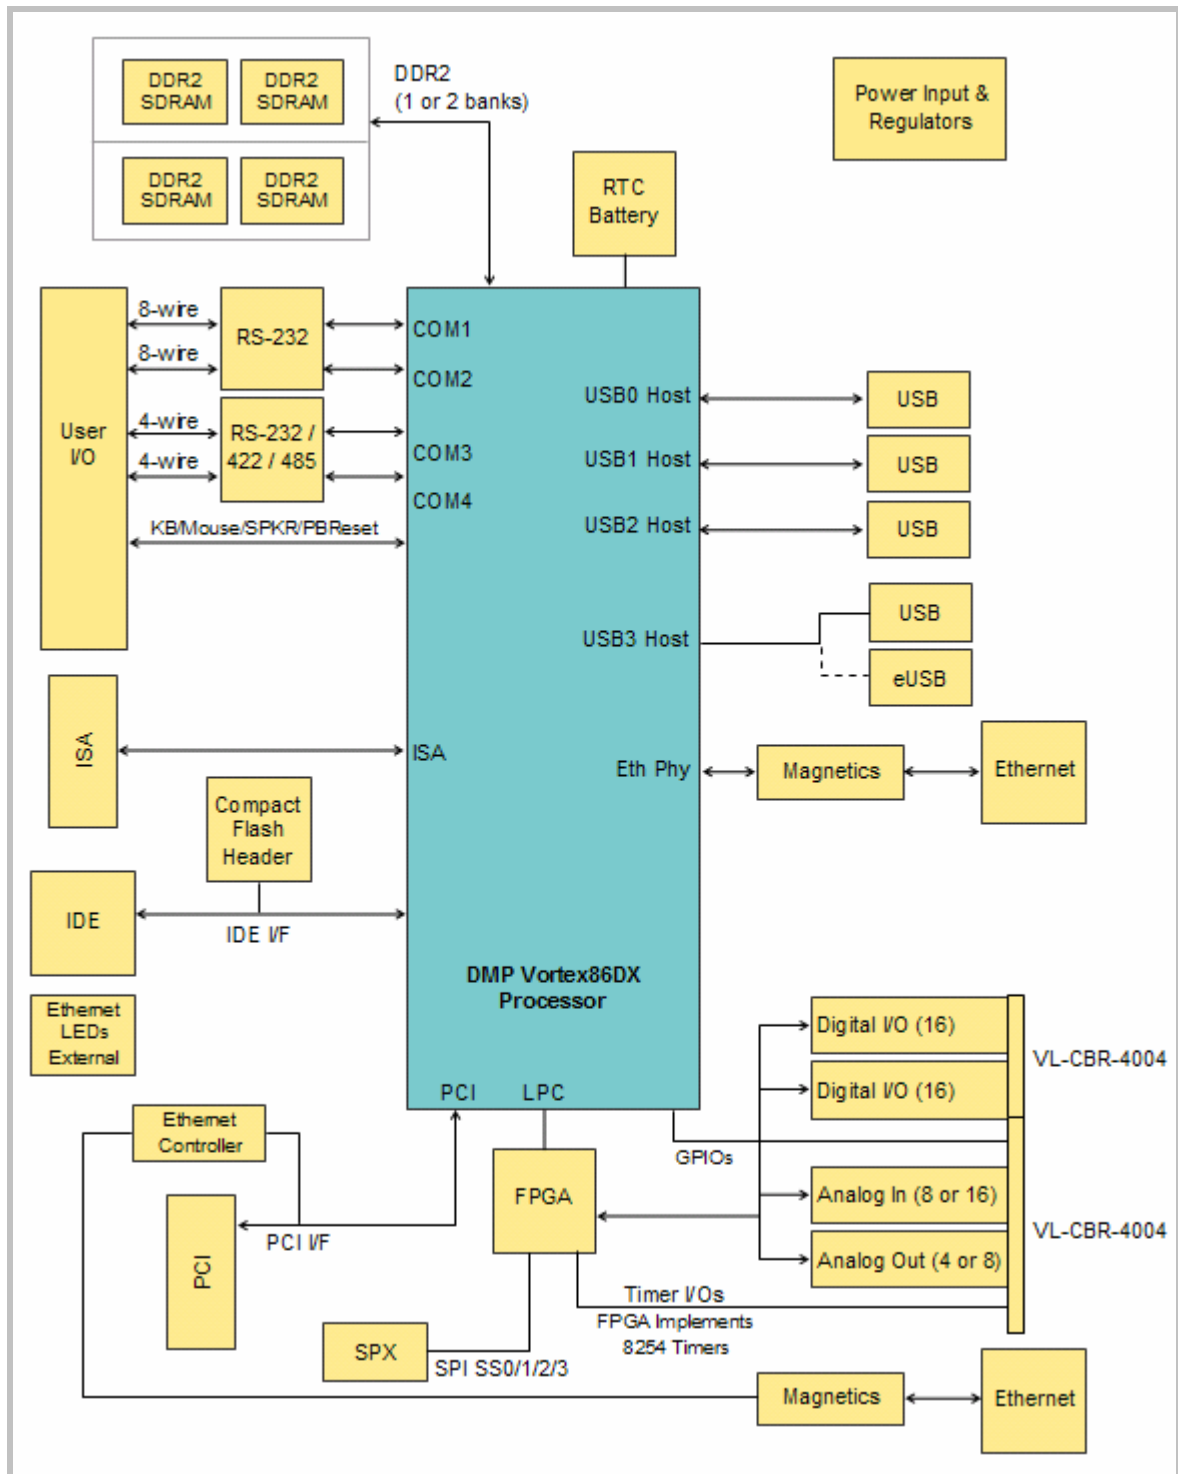 DDR2
SDRAM
DDR2
SDRAM
DDR2
SDRAM
DDR2
SDRAM
DDR2
(1 or 2 banks)
Power Input &
Regulators
RTC
Battery
User
I/O
8-wire
8-wire
RS-232
4-wire
4-wire
RS-232 /
422 / 485
KB/Mouse/SPKR/PBReset
COM1
COM2
COM3
COM4
USB0 Host
USB
USB1 Host
USB
USB2 Host
USB
USB3 Host
USB
eUSB
ISA
ISA
Eth Phy
Magnetics
Ethernet
Compact
Flash
Header
IDE
IDE I/F
DMP Vortex86DX
Processor
Ethernet
LEDs
External
PCI
LPC
Digital I/O (16)
Digital I/O (16)
VL-CBR-4004
Ethernet
Controller
GPIOs
FPGA
Analog In (8 or 16)
Analog Out (4 or 8)
VL-CBR-4004
PCI
PCI I/F
Timer I/Os
FPGA Implements
8254 Timers
SPX
SPI SS0/1/2/3
Magnetics
Ethernet